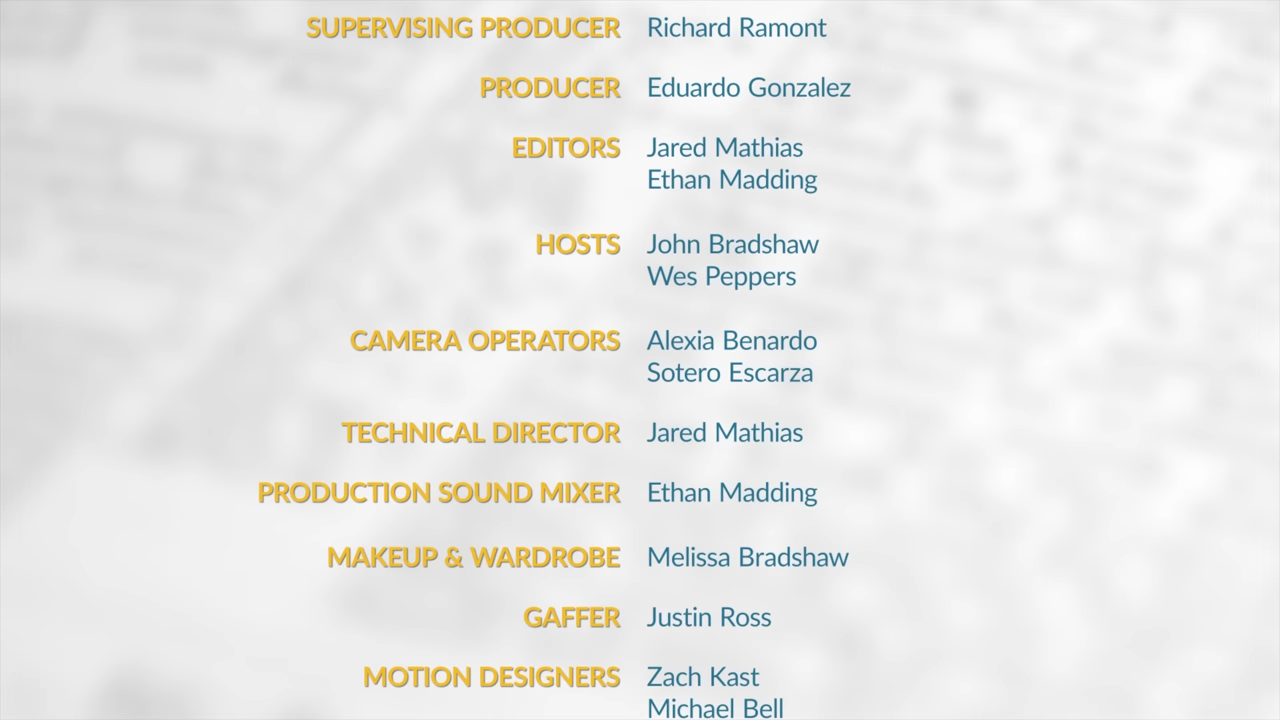 SUPERVISING PRODUCER Richard Ramont
PRODUCER Eduardo Gonzalez
EDITORS Jared Mathias
Ethan Madding
HOSTS John Bradshaw
Wes Peppers
CAMERA OPERATORS Alexia Benardo
Sotero Escarza
TECHNICAL DIRECTOR Jared Mathias
PRODUCTION SOUND MIXER Ethan Madding
MAKEUP & WARDROBE Melissa Bradshaw
GAFFER Justin Ross
MOTION DESIGNERS Zach Kast
Michael Bell